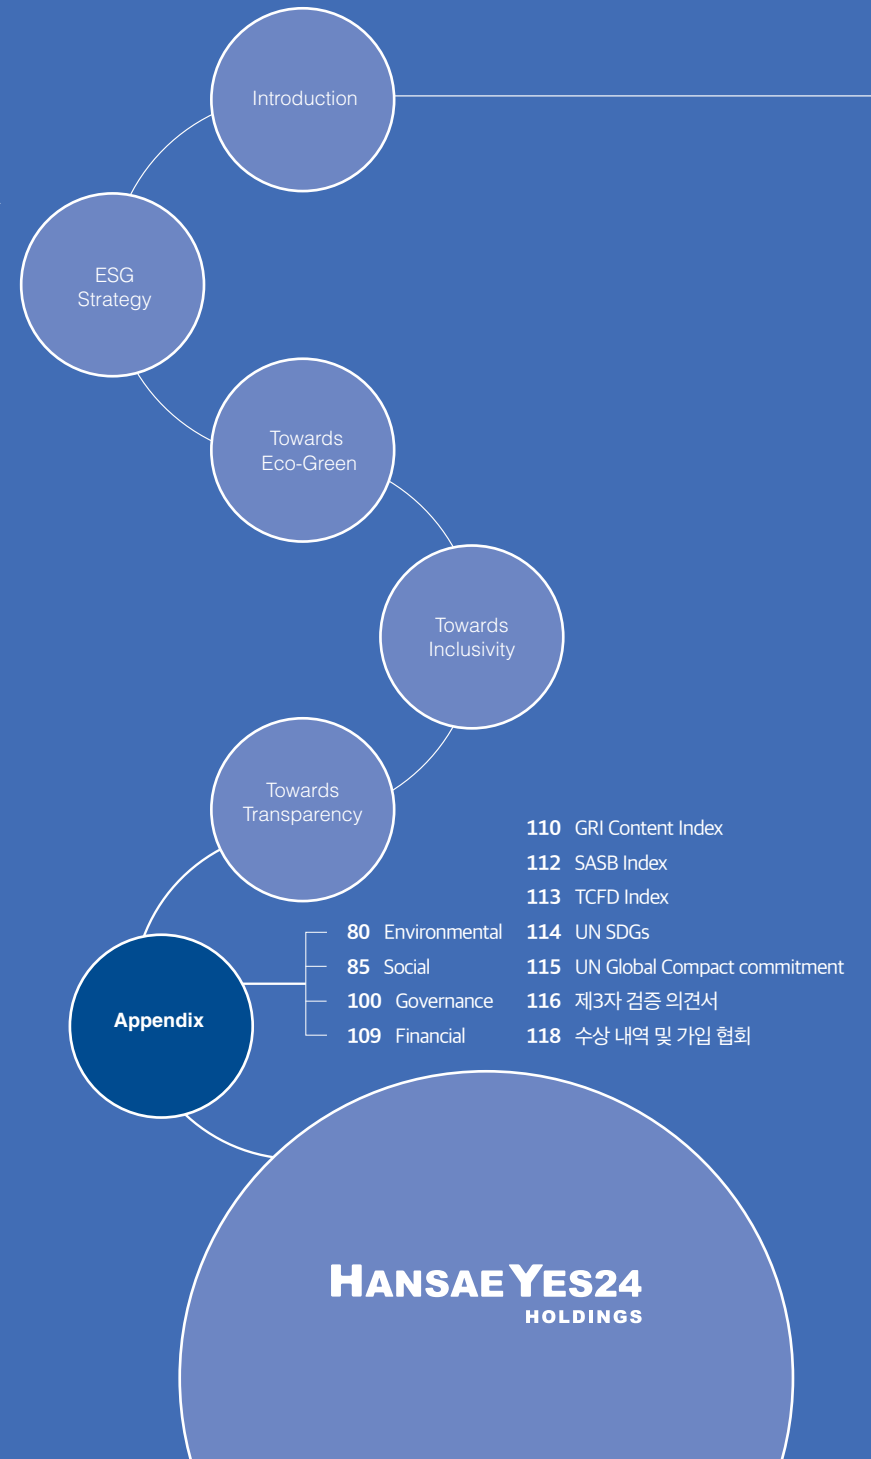 Introduction
ESG
Strategy
Towards
Eco-Green
Towards
Inclusivity
Towards
Transparency
Appendix
80 Environmental
85 Social
100 Governance
109 Financial
110 GRI Content Index
112 SASB Index
113 TCFD Index
114 UN SDGs
115 UN Global Compact commitment
116 제3자 검증 의견서
118 수상 내역 및 가입 협회
HANSAE YES24
HOLDINGS